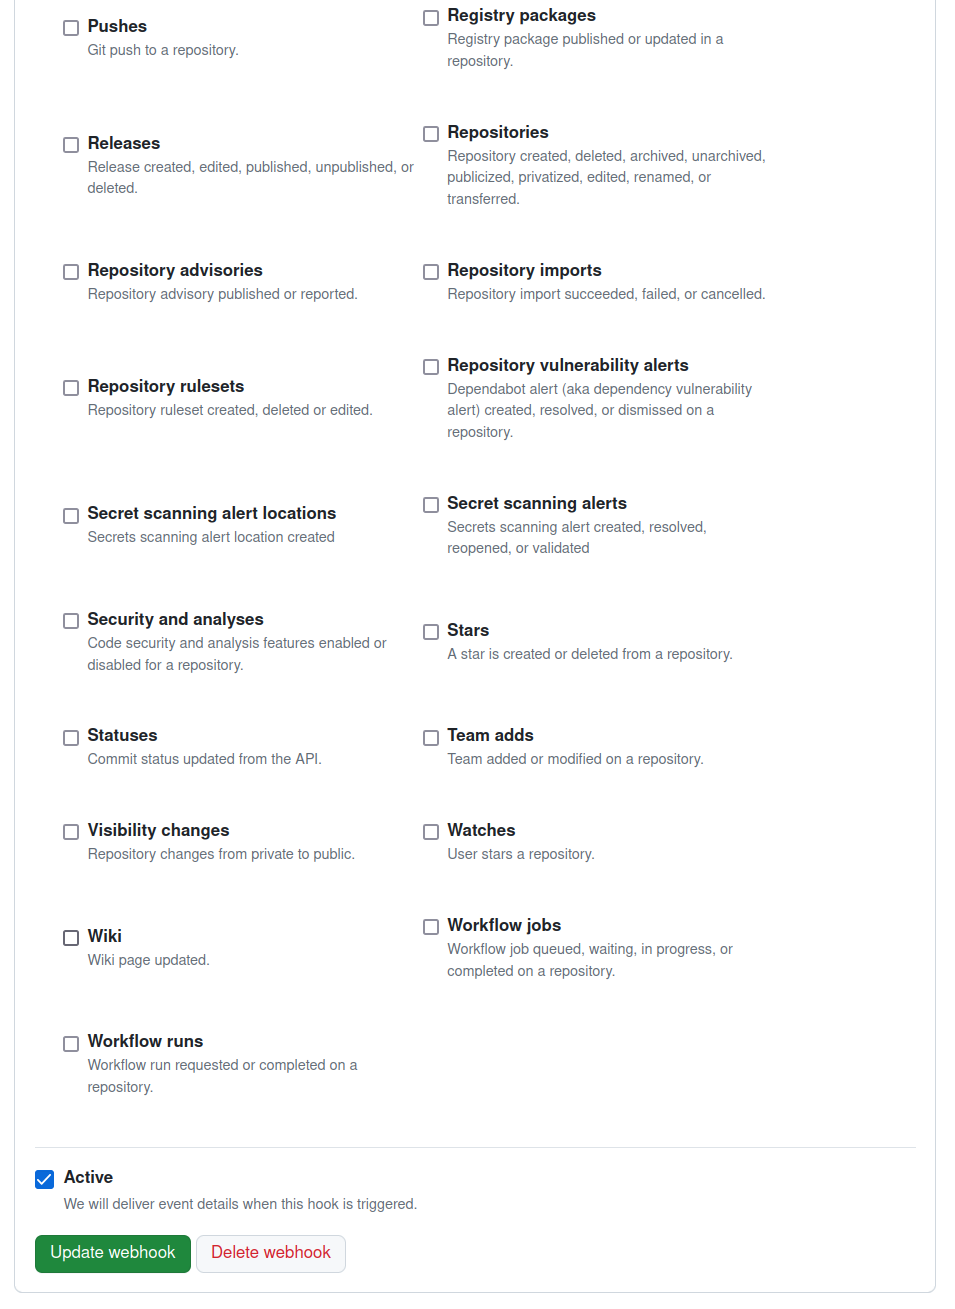 Pushes
Git push to a repository.
Registry packages
Registry package published or updated in a
repository.
Releases
Release created, edited, published, unpublished, or
deleted.
Repositories
Repository created, deleted, archived, unarchived,
publicized, privatized, edited, renamed, or
transferred.
Repository advisories
Repository advisory published or reported.
Repository imports
Repository import succeeded, failed, or cancelled.
Repository rulesets
Repository ruleset created, deleted or edited.
Repository vulnerability alerts
Dependabot alert (aka dependency vulnerability
alert) created, resolved, or dismissed on a
repository.
Secret scanning alert locations
Secrets scanning alert location created
Secret scanning alerts
Secrets scanning alert created, resolved,
reopened, or validated
Security and analyses
Code security and analysis features enabled or
disabled for a repository.
Stars
A star is created or deleted from a repository.
Statuses
Commit status updated from the API.
Team adds
Team added or modified on a repository.
Visibility changes
Repository changes from private to public.
Watches
User stars a repository.
Wiki
Wiki page updated.
Workflow jobs
Workflow job queued, waiting, in progress, or
completed on a repository.
Workflow runs
Workflow run requested or completed on a
repository.
Active
We will deliver event details when this hook is triggered.
Update webhook
Delete webhook